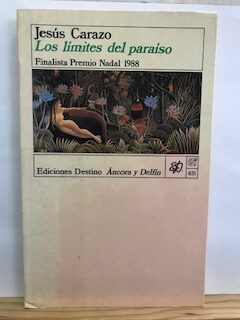 Jesús Carazo
Los límites del paraíso
Finalista Premio Nadal 1988
Ediciones Destino Áncora y Delfín
631